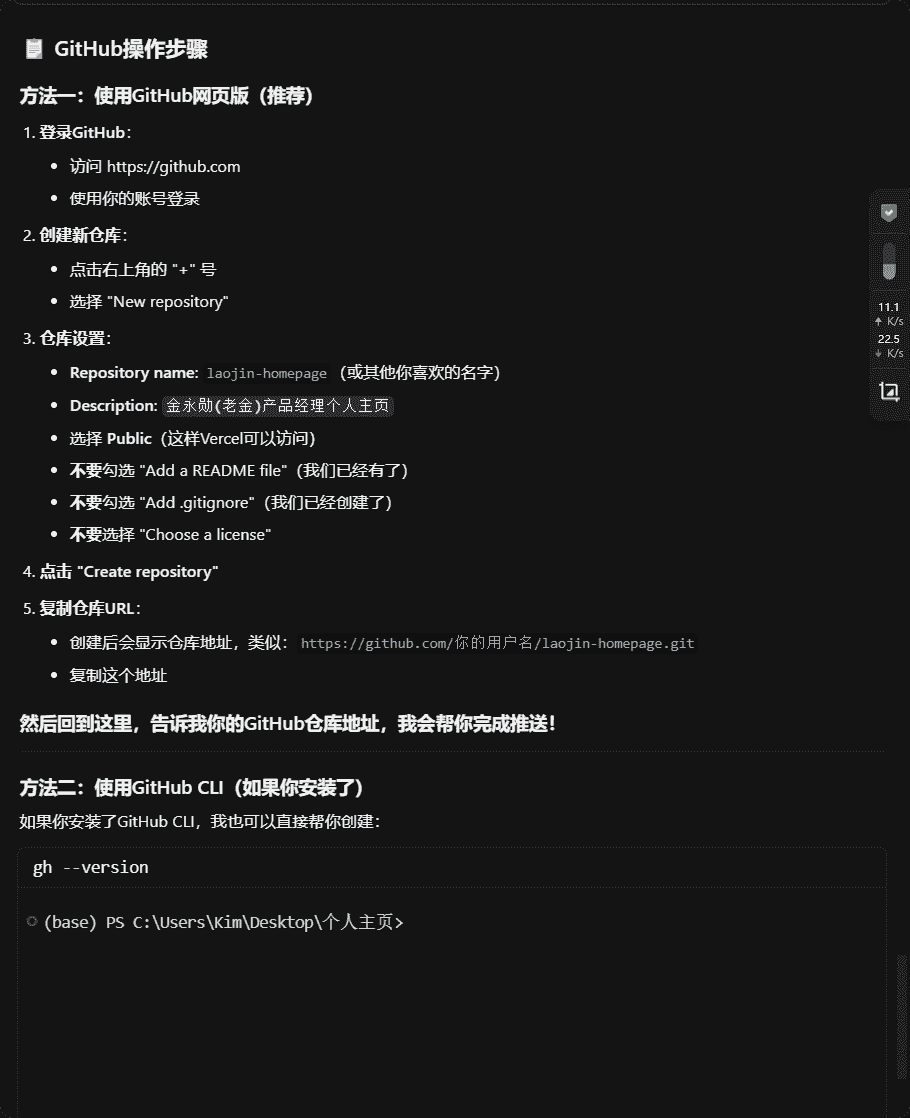 📋 GitHub操作步骤
方法一：使用GitHub网页版（推荐）
1. 登录GitHub：
• 访问 https://github.com
• 使用你的账号登录
2. 创建新仓库：
• 点击右上角的 "+" 号
• 选择 "New repository"
3. 仓库设置：
• Repository name: laojin-homepage （或其他你喜欢的名字）
• Description: 金永勋(老金)产品经理个人主页
• 选择 Public（这样Vercel可以访问）
• 不要勾选 "Add a README file"（我们已经有了）
• 不要勾选 "Add .gitignore"（我们已经创建了）
• 不要选择 "Choose a license"
4. 点击 "Create repository"
5. 复制仓库URL：
• 创建后会显示仓库地址，类似： https://github.com/你的用户名/laojin-homepage.git
• 复制这个地址
然后回到这里，告诉我你的GitHub仓库地址，我会帮你完成推送！
方法二：使用GitHub CLI（如果你安装了）
如果你安装了GitHub CLI，我也可以直接帮你创建：
gh --version
(base) PS C:\Users\Kim\Desktop\个人主页>
11.1
↑ K/s
22.5
↓ K/s